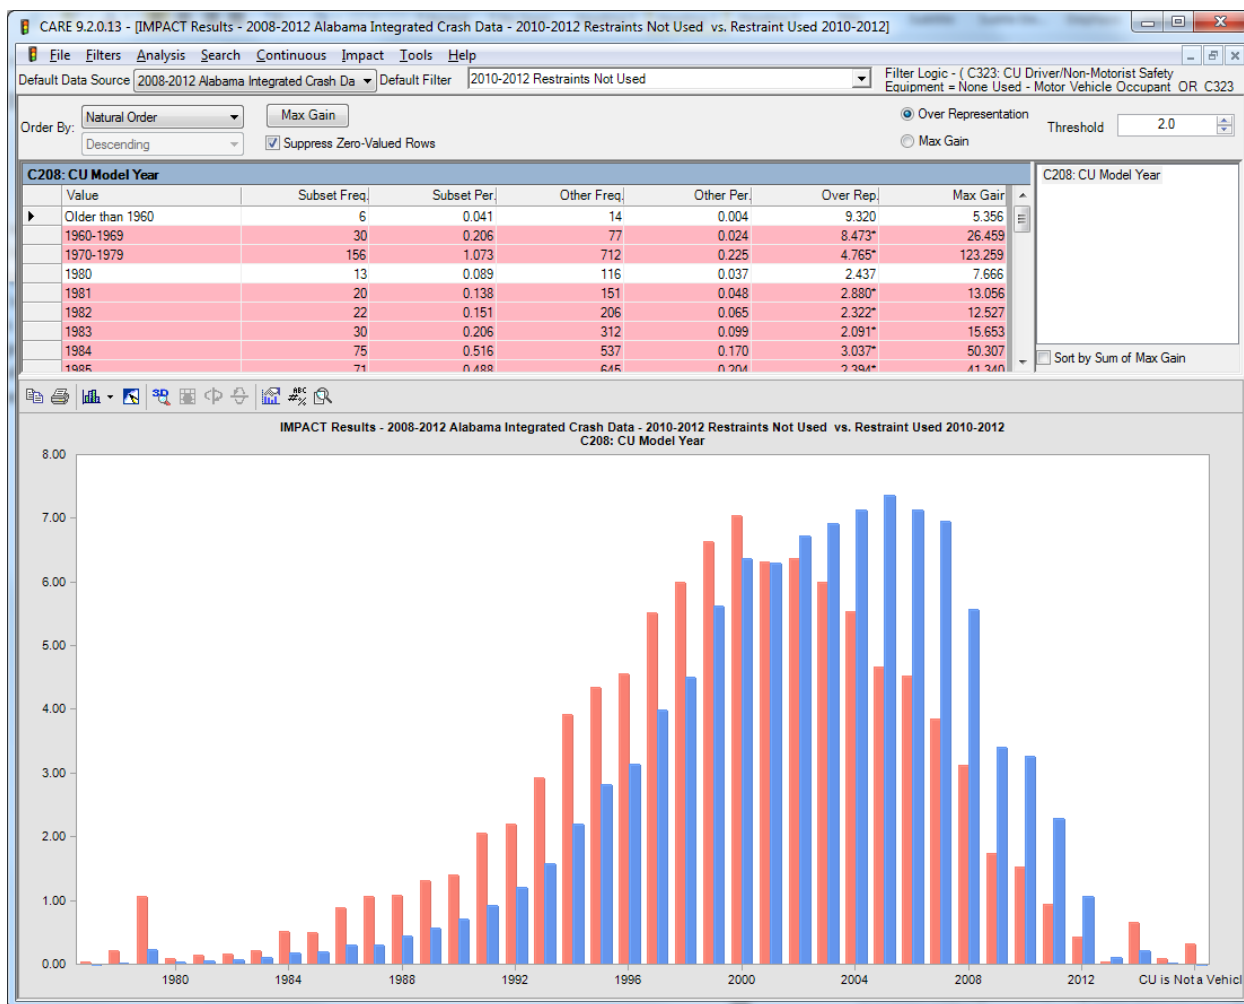 CARE 9.2.0.13 - [IMPACT Results - 2008-2012 Alabama Integrated Crash Data - 2010-2012 Restraints Not Used vs. Restraint Used 2010-2012]
File Filters Analysis Search Continuous Impact Tools Help
Default Data Source 2008-2012 Alabama Integrated Crash Da Default Filter 2010-2012 Restraints Not Used
Filter Logic - ( C323: CU Driver/Non-Motorist Safety
Equipment = None Used - Motor Vehicle Occupant OR C323
Order By: Natural Order Max Gain Over Representation Threshold 2.0
Descending Suppress Zero-Valued Rows Max Gain
C208: CU Model Year C208: CU Model Year
Value Subset Freq. Subset Per. Other Freq. Other Per. Over Rep. Max Gain
Older than 1960 6 0.041 14 0.004 9.320 5.356
1960-1969 30 0.206 77 0.024 8.473* 26.459
1970-1979 156 1.073 712 0.225 4.765* 123.259
1980 13 0.089 116 0.037 2.437 7.666
1981 20 0.138 151 0.048 2.880* 13.056
1982 22 0.151 206 0.065 2.322* 12.527
1983 30 0.206 312 0.099 2.091* 15.653
1984 75 0.516 537 0.170 3.037* 50.307
1985 71 0.488 645 0.204 2.394* 41.340
Sort by Sum of Max Gain
3D ABC #%
IMPACT Results - 2008-2012 Alabama Integrated Crash Data - 2010-2012 Restraints Not Used vs. Restraint Used 2010-2012
C208: CU Model Year
8.00
7.00
6.00
5.00
4.00
3.00
2.00
1.00
0.00
1980 1984 1988 1992 1996 2000 2004 2008 2012 CU is Not a Vehicl